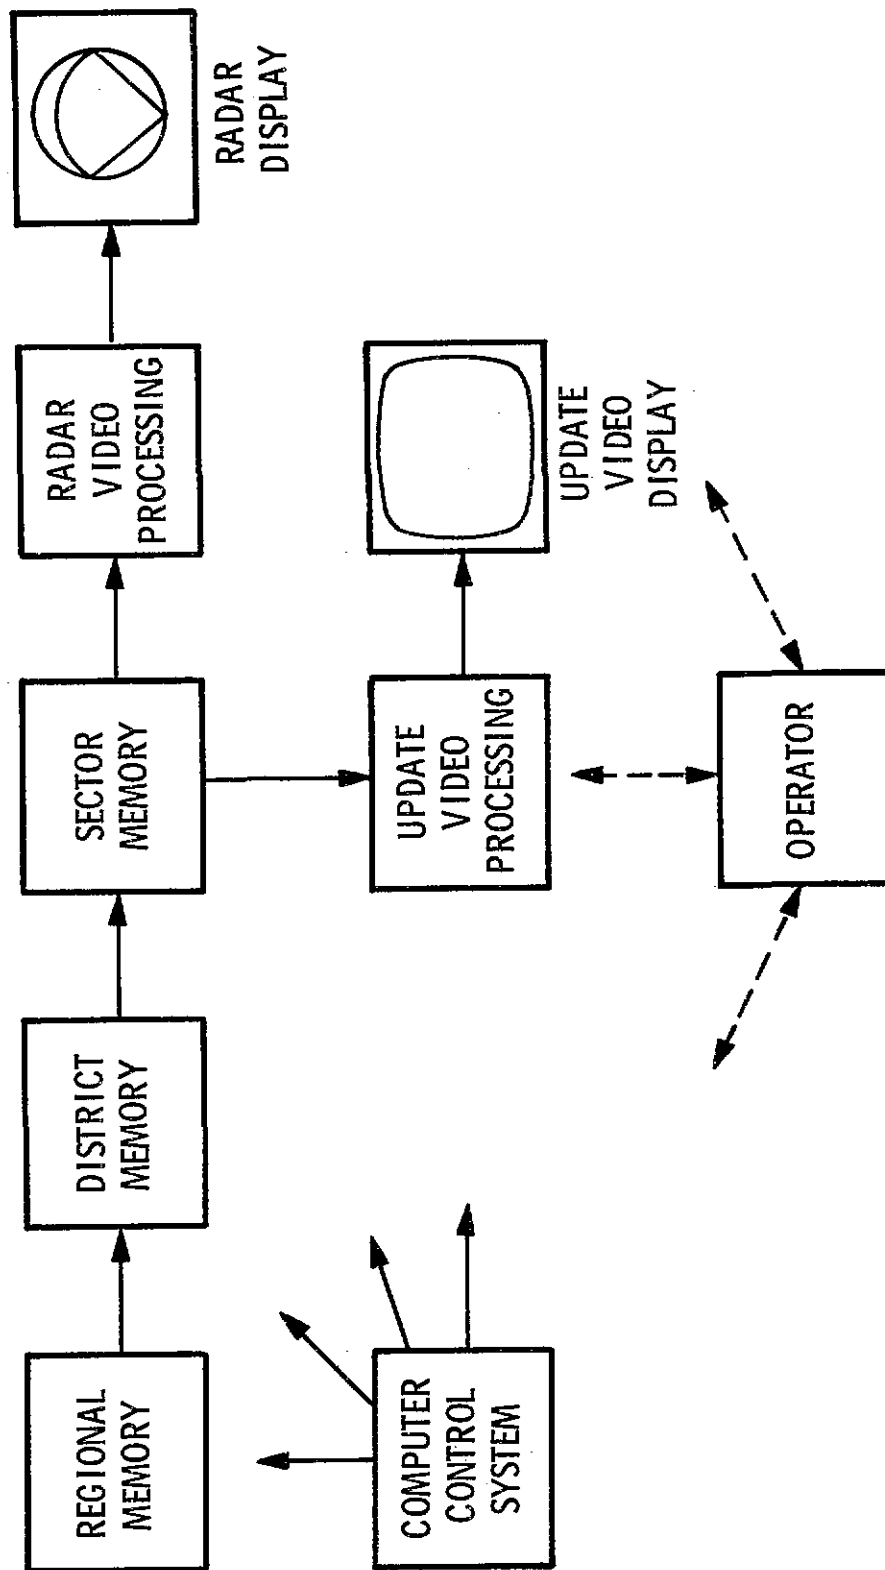 REGIONAL
MEMORY
DISTRICT
MEMORY
SECTOR
MEMORY
RADAR
VIDEO
PROCESSING
RADAR
DISPLAY
COMPUTER
CONTROL
SYSTEM
UPDATE
VIDEO
PROCESSING
UPDATE
VIDEO
DISPLAY
OPERATOR